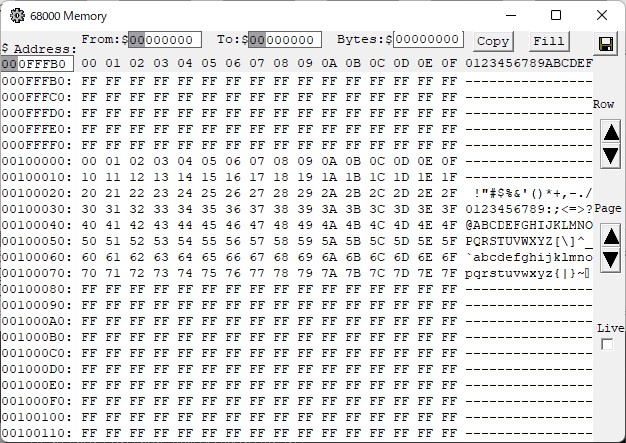 68000 Memory
From:$00000000 To:$00000000 Bytes:$00000000 Copy Fill
$ Address:
000FFFB0 00 01 02 03 04 05 06 07 08 09 0A 0B 0C 0D 0E 0F 0123456789ABCDEF
000FFFB0: FF FF FF FF FF FF FF FF FF FF FF FF FF FF FF FF ----------------
000FFFC0: FF FF FF FF FF FF FF FF FF FF FF FF FF FF FF FF ----------------
000FFFD0: FF FF FF FF FF FF FF FF FF FF FF FF FF FF FF FF ----------------
Row
000FFFE0: FF FF FF FF FF FF FF FF FF FF FF FF FF FF FF FF ----------------
000FFFF0: FF FF FF FF FF FF FF FF FF FF FF FF FF FF FF FF ----------------
00100000: 00 01 02 03 04 05 06 07 08 09 0A 0B 0C 0D 0E 0F ----------------
00100010: 10 11 12 13 14 15 16 17 18 19 1A 1B 1C 1D 1E 1F ----------------
00100020: 20 21 22 23 24 25 26 27 28 29 2A 2B 2C 2D 2E 2F  !"#$%&'()*+,-./
00100030: 30 31 32 33 34 35 36 37 38 39 3A 3B 3C 3D 3E 3F 0123456789:;<=>?
Page
00100040: 40 41 42 43 44 45 46 47 48 49 4A 4B 4C 4D 4E 4F @ABCDEFGHIJKLMNO
00100050: 50 51 52 53 54 55 56 57 58 59 5A 5B 5C 5D 5E 5F PQRSTUVWXYZ[\]^_
00100060: 60 61 62 63 64 65 66 67 68 69 6A 6B 6C 6D 6E 6F `abcdefghijklmno
00100070: 70 71 72 73 74 75 76 77 78 79 7A 7B 7C 7D 7E 7F pqrstuvwxyz{|}~▯
00100080: FF FF FF FF FF FF FF FF FF FF FF FF FF FF FF FF ----------------
00100090: FF FF FF FF FF FF FF FF FF FF FF FF FF FF FF FF ----------------
001000A0: FF FF FF FF FF FF FF FF FF FF FF FF FF FF FF FF ----------------
Live
001000B0: FF FF FF FF FF FF FF FF FF FF FF FF FF FF FF FF ----------------
001000C0: FF FF FF FF FF FF FF FF FF FF FF FF FF FF FF FF ----------------
001000D0: FF FF FF FF FF FF FF FF FF FF FF FF FF FF FF FF ----------------
001000E0: FF FF FF FF FF FF FF FF FF FF FF FF FF FF FF FF ----------------
001000F0: FF FF FF FF FF FF FF FF FF FF FF FF FF FF FF FF ----------------
00100100: FF FF FF FF FF FF FF FF FF FF FF FF FF FF FF FF ----------------
00100110: FF FF FF FF FF FF FF FF FF FF FF FF FF FF FF FF ----------------